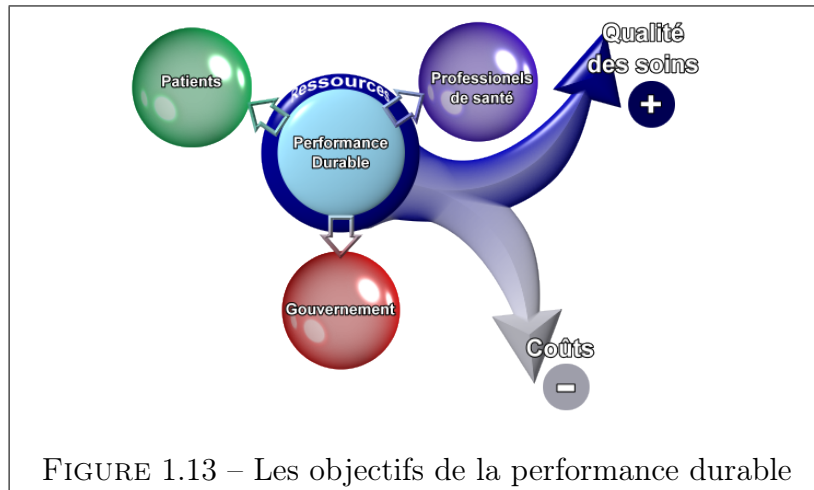 Patients
Ressources
Professionels
de santé
Qualité
des soins
+
Performance
Durable
Gouvernement
Coûts
-
FIGURE 1.13 – Les objectifs de la performance durable